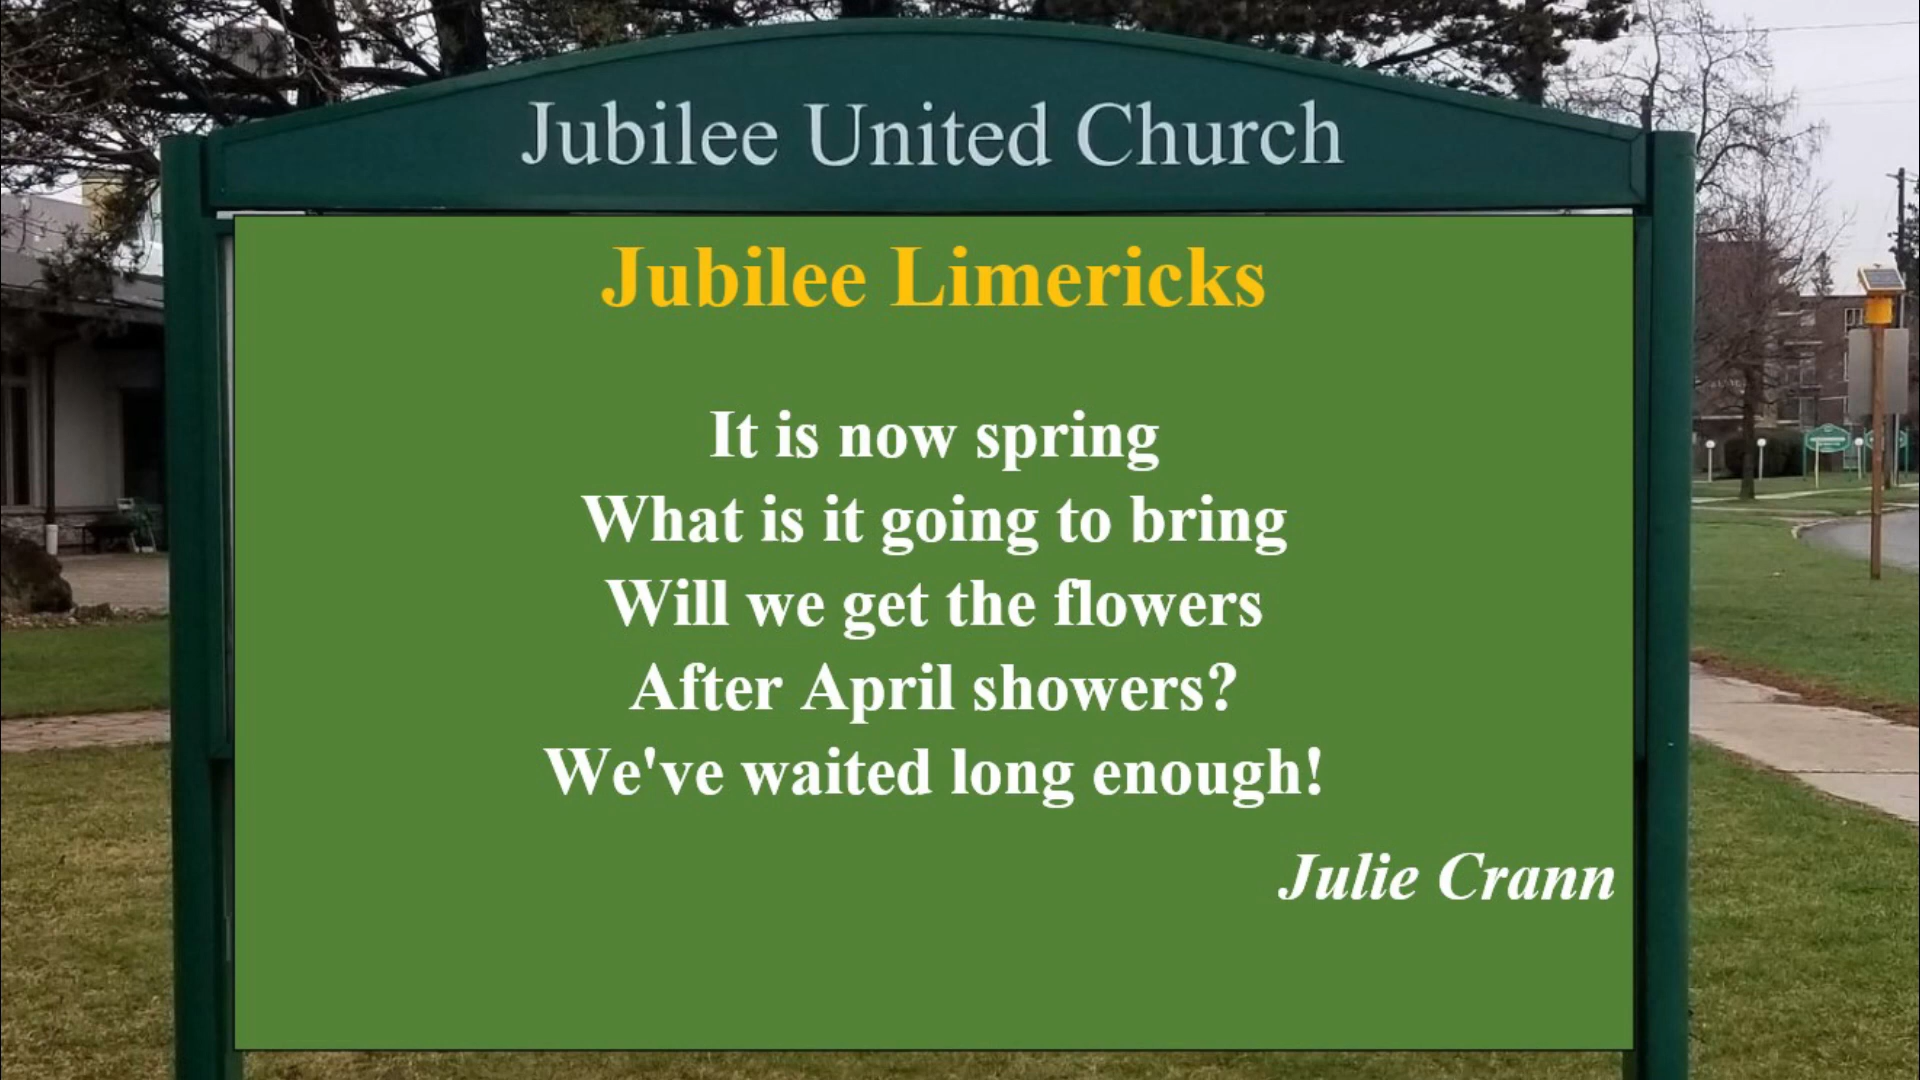 Jubilee United Church
Jubilee Limericks
It is now spring
What is it going to bring
Will we get the flowers
After April showers?
We've waited long enough!
Julie Crann